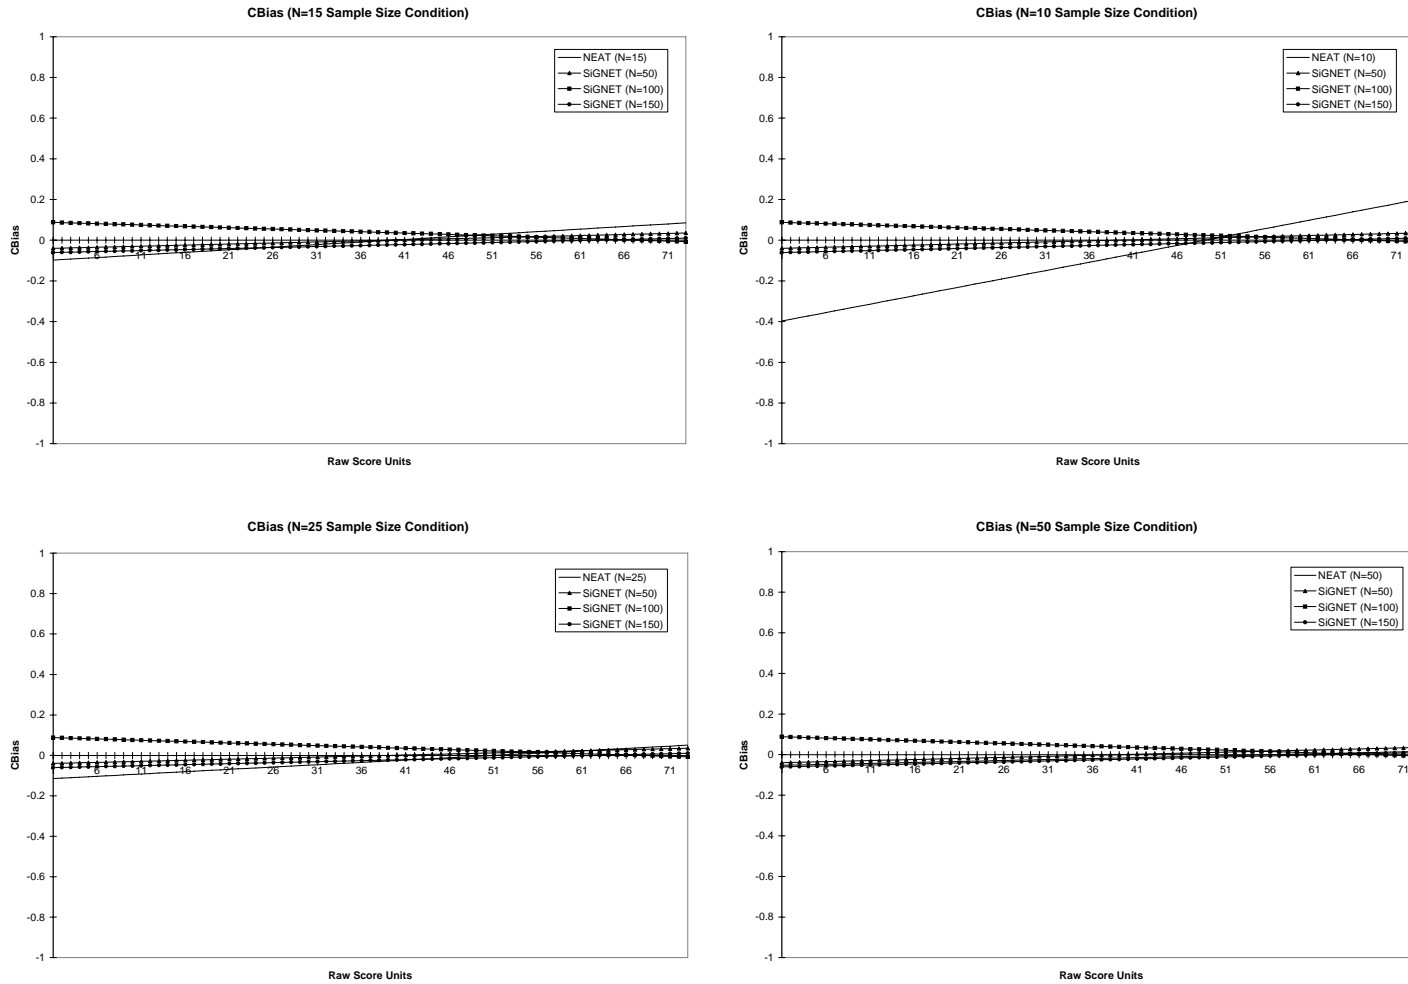 CBias (N=15 Sample Size Condition)
1
0.8
0.6
0.4
0.2
0
-0.2
-0.4
-0.6
-0.8
-1
CBias
6 11 16 21 26 31 36 41 46 51 56 61 66 71
Raw Score Units
NEAT (N=15)
SiGNET (N=50)
SiGNET (N=100)
SiGNET (N=150)
CBias (N=10 Sample Size Condition)
1
0.8
0.6
0.4
0.2
0
-0.2
-0.4
-0.6
-0.8
-1
CBias
6 11 16 21 26 31 36 41 46 51 56 61 66 71
Raw Score Units
NEAT (N=10)
SiGNET (N=50)
SiGNET (N=100)
SiGNET (N=150)
CBias (N=25 Sample Size Condition)
1
0.8
0.6
0.4
0.2
0
-0.2
-0.4
-0.6
-0.8
-1
CBias
6 11 16 21 26 31 36 41 46 51 56 61 66 71
Raw Score Units
NEAT (N=25)
SiGNET (N=50)
SiGNET (N=100)
SiGNET (N=150)
CBias (N=50 Sample Size Condition)
1
0.8
0.6
0.4
0.2
0
-0.2
-0.4
-0.6
-0.8
-1
CBias
6 11 16 21 26 31 36 41 46 51 56 61 66 71
Raw Score Units
NEAT (N=50)
SiGNET (N=50)
SiGNET (N=100)
SiGNET (N=150)